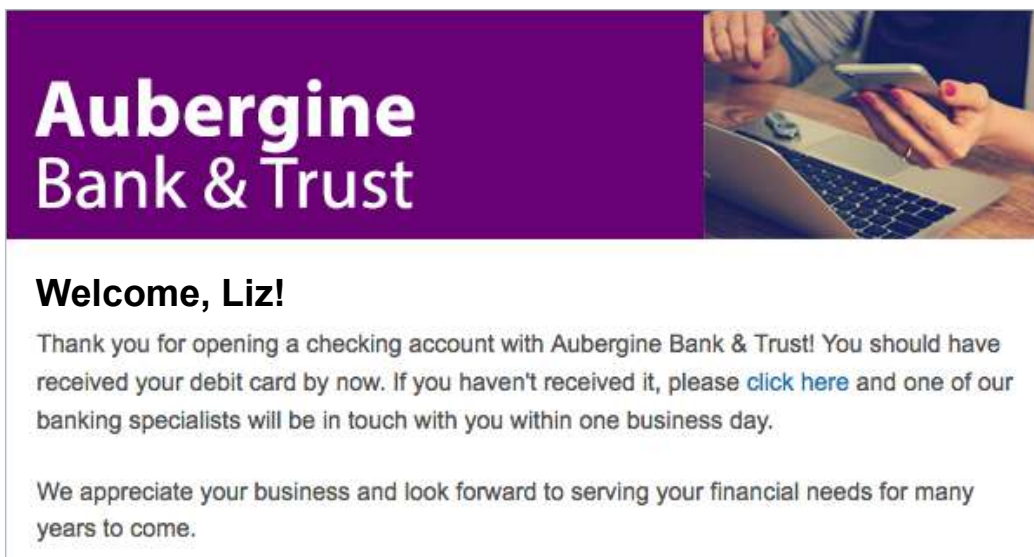 Aubergine
Bank & Trust
Welcome, Liz!
Thank you for opening a checking account with Aubergine Bank & Trust! You should have
received your debit card by now. If you haven't received it, please click here and one of our
banking specialists will be in touch with you within one business day.
We appreciate your business and look forward to serving your financial needs for many
years to come.